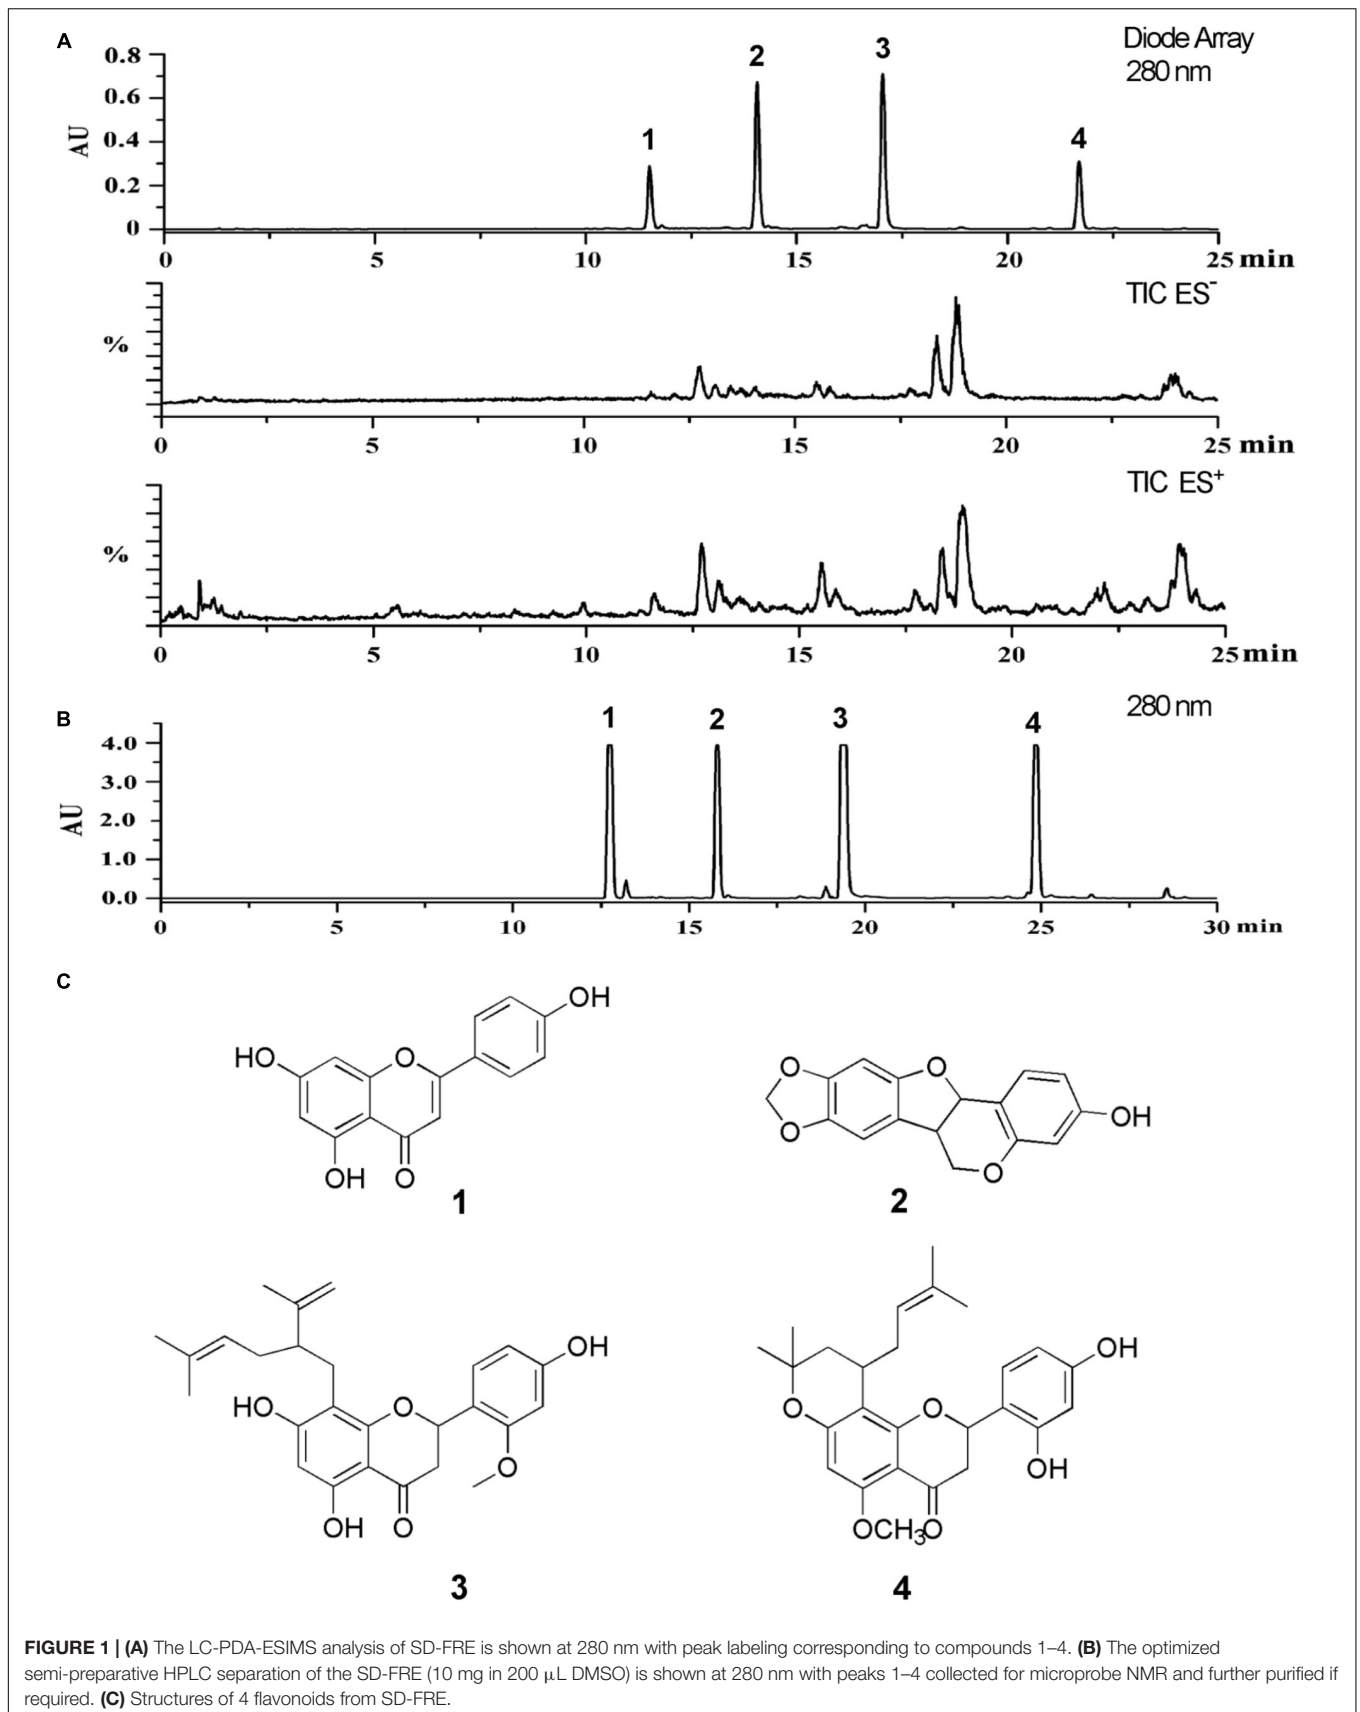 A
Diode Array
280 nm
AU
0.8
0.6
0.4
0.2
0
1
2
3
4
0 5 10 15 20 25 min
TIC ES⁻
%
0 5 10 15 20 25 min
TIC ES⁺
%
0 5 10 15 20 25 min
B
280 nm
AU
4.0
3.0
2.0
1.0
0.0
1
2
3
4
0 5 10 15 20 25 30 min
C
OH
HO
O
OH O
1
O
O
O
OH
O
2
OH
HO
O
O
OH O
3
OH
O
O
OH
OCH3O
4
FIGURE 1 | (A) The LC-PDA-ESIMS analysis of SD-FRE is shown at 280 nm with peak labeling corresponding to compounds 1–4. (B) The optimized
semi-preparative HPLC separation of the SD-FRE (10 mg in 200 μL DMSO) is shown at 280 nm with peaks 1–4 collected for microprobe NMR and further purified if
required. (C) Structures of 4 flavonoids from SD-FRE.